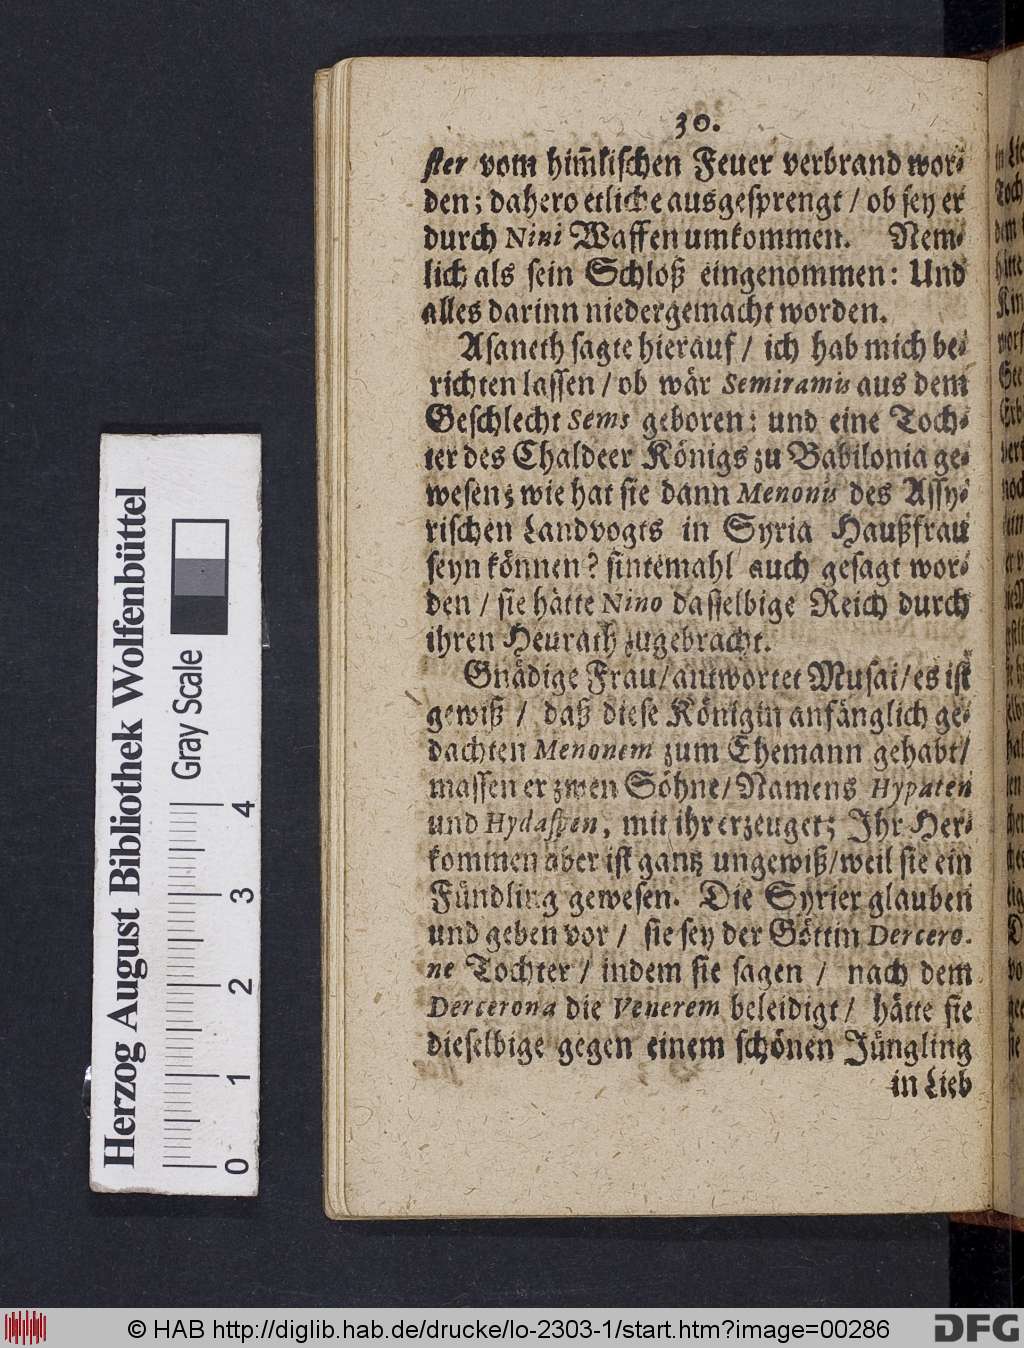 30.
ster vom him̃lischen Feuer verbrand wor-
den; dahero etliche ausgesprengt / ob sey er
durch Nini Waffen umkommen. Nem-
lich als sein Schloß eingenommen: Und
alles darinn niedergemacht worden.
Asaneth sagte hierauf / ich hab mich be-
richten lassen / ob wär Semiramis aus dem
Geschlecht Sems geboren: und eine Toch-
ter des Chaldeer Königs zu Babilonia ge-
wesen; wie hat sie dann Menonis des Assy-
rischen Landvogts in Syria Haußfrau
seyn können? sintemahl auch gesagt wor-
den / sie hätte Nino dasselbige Reich durch
ihren Heurath zugebracht.
Gnädige Frau / antwortet Musai / es ist
gewiß / daß diese Königin anfänglich ge-
dachten Menonem zum Ehemann gehabt /
massen er zwen Söhne / Namens Hypaten
und Hydaspen, mit ihr erzeuget; Ihr Her-
kommen aber ist gantz ungewiß / weil sie ein
Fündling gewesen. Die Syrier glauben
und geben vor / sie sey der Göttin Dercero-
ne Tochter / indem sie sagen / nach dem
Dercerona die Venerem beleidigt / hätte sie
dieselbige gegen einem schönen Jüngling
in Lieb
Herzog August Bibliothek Wolfenbüttel
Gray Scale
0 1 2 3 4
© HAB http://diglib.hab.de/drucke/lo-2303-1/start.htm?image=00286
DFG